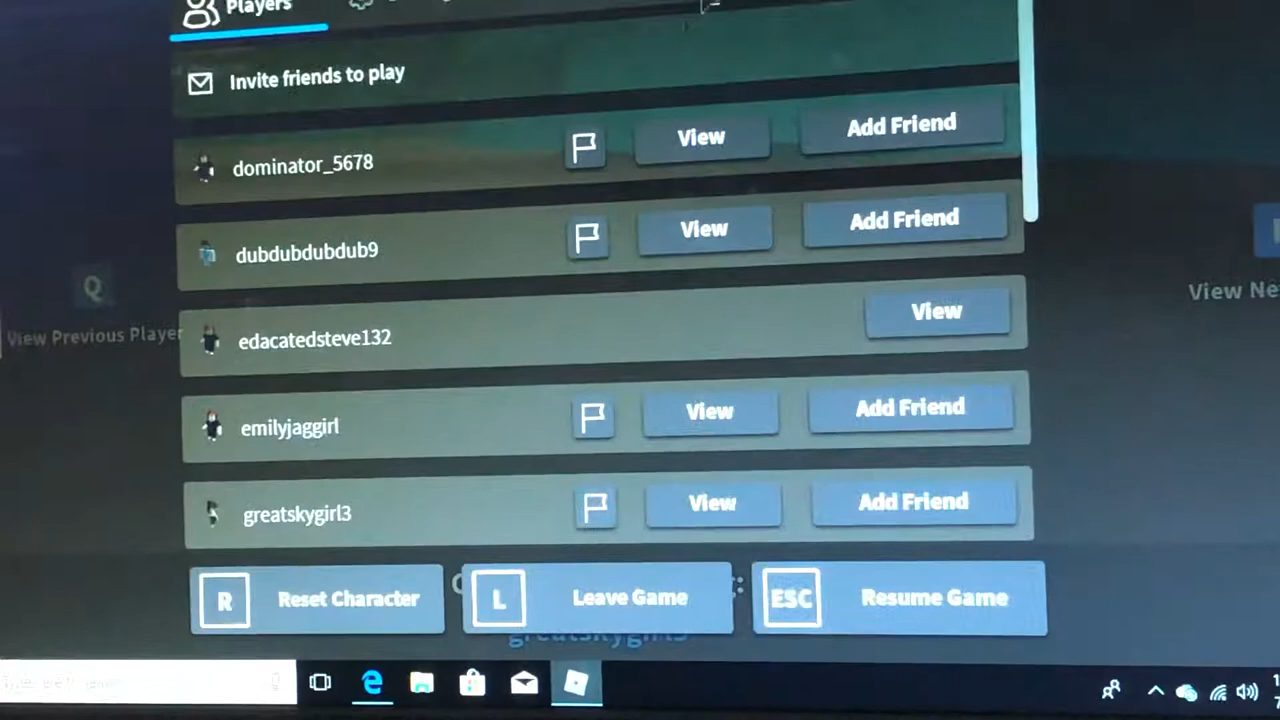 Players
Invite friends to play
dominator_5678 View Add Friend
dubdubdubdub9 View Add Friend
Q
View Previous Player
View
edacatedsteve132 View
emilyjaggirl View Add Friend
greatskygirl3 View Add Friend
R Reset Character L Leave Game ESC Resume Game
greatskygirl3